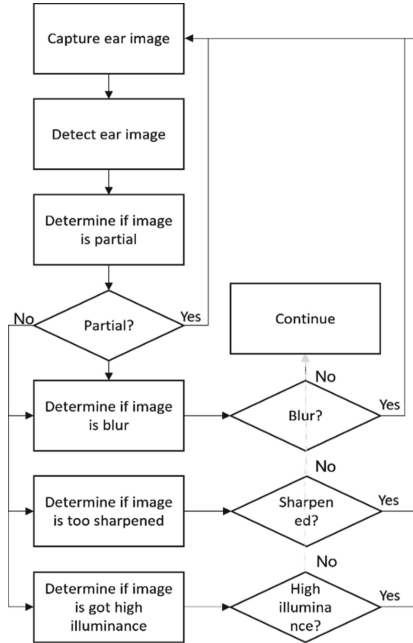 Capture ear image
Detect ear image
Determine if image
is partial
No
Partial?
Yes
Continue
No
Determine if image
is blur
Blur?
Yes
No
Determine if image
is too sharpened
Sharpen
ed?
Yes
No
Determine if image
is got high
illuminance
High
illumina
nce?
Yes